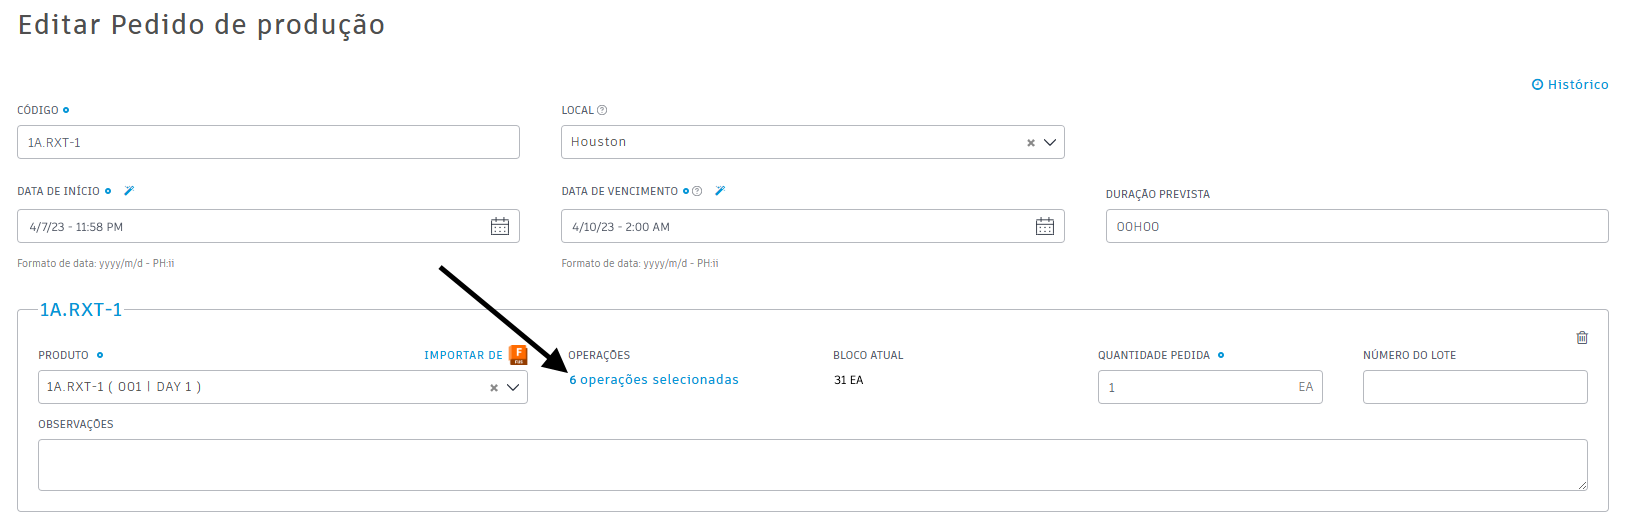 Editar Pedido de produção
Histórico
CÓDIGO
LOCAL
1A.RXT-1
Houston
DATA DE INÍCIO
DATA DE VENCIMENTO
DURAÇÃO PREVISTA
4/7/23 - 11:58 PM
4/10/23 - 2:00 AM
00H00
Formato de data: yyyy/m/d - PH:ii
Formato de data: yyyy/m/d - PH:ii
1A.RXT-1
PRODUTO
IMPORTAR DE
F
OPERAÇÕES
BLOCO ATUAL
QUANTIDADE PEDIDA
NÚMERO DO LOTE
1A.RXT-1 ( 001 | DAY 1 )
6 operações selecionadas
31 EA
1 EA
OBSERVAÇÕES